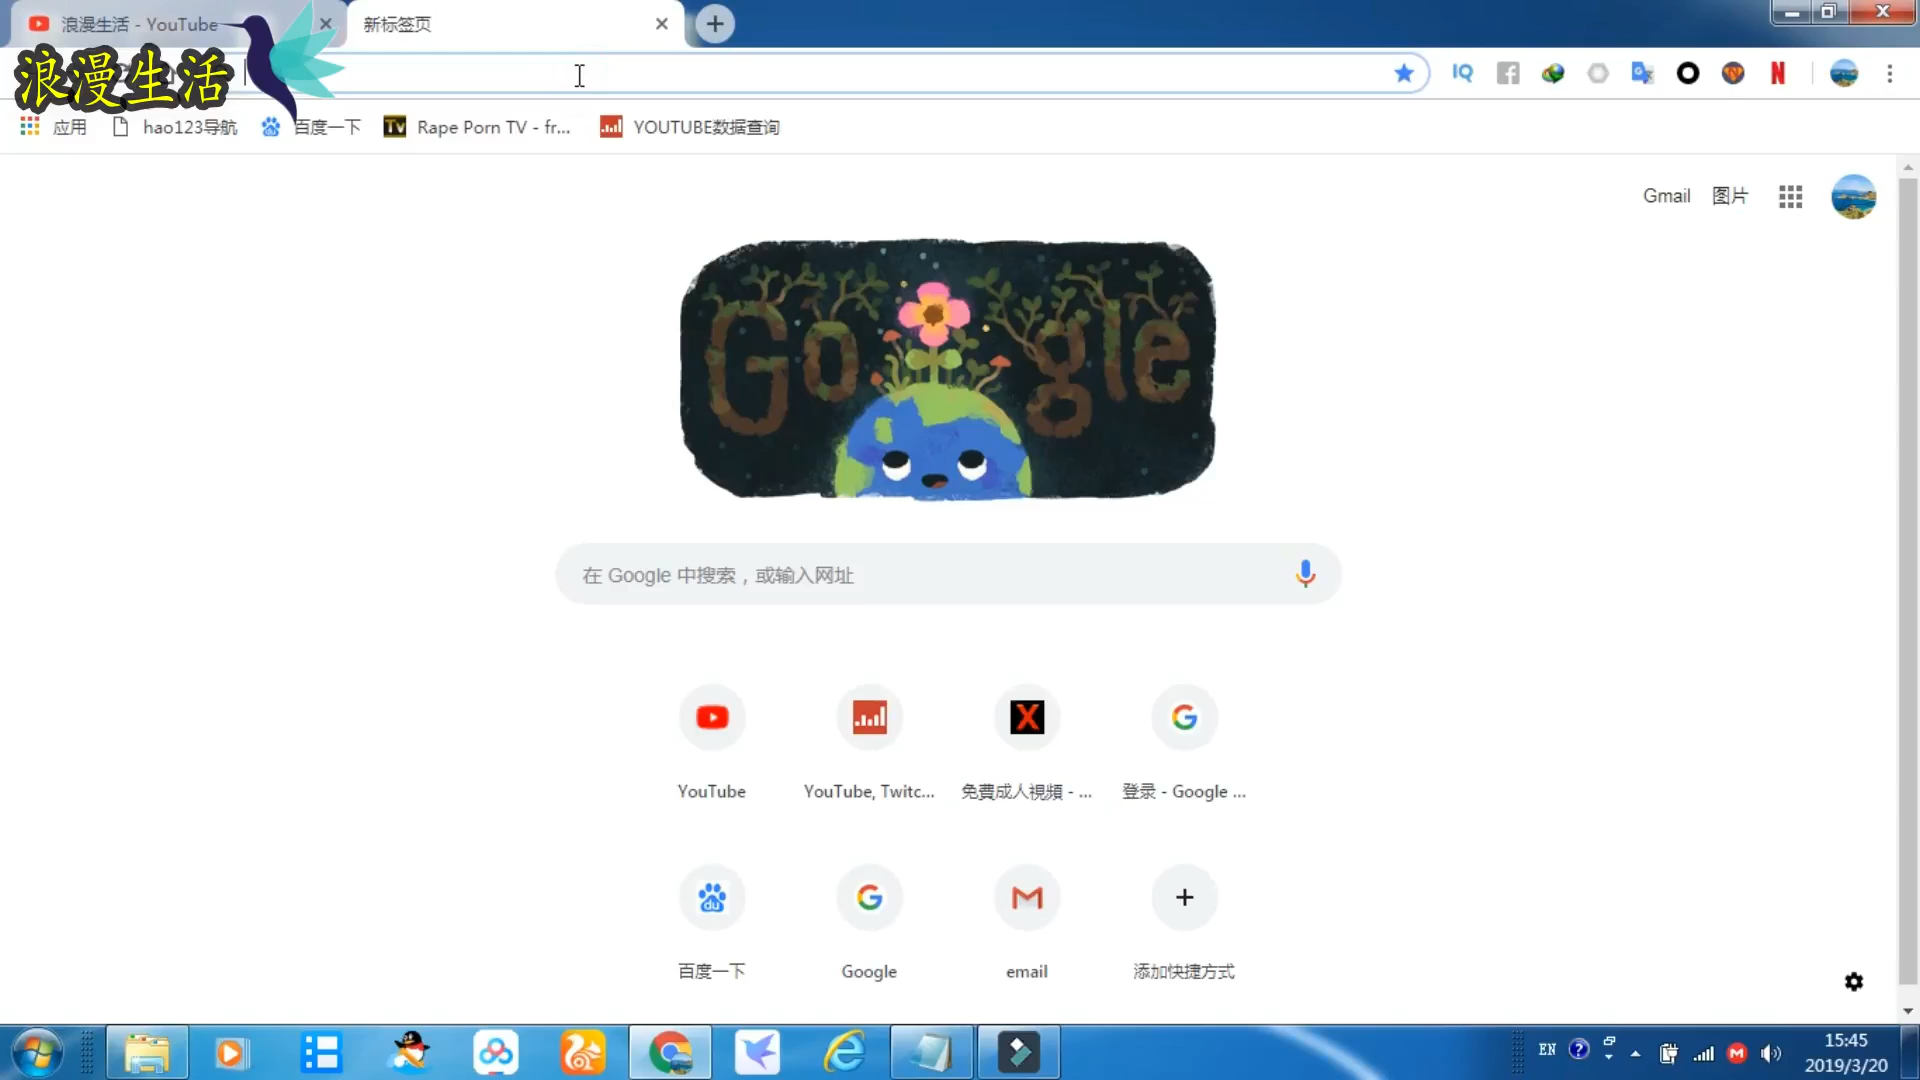 浪漫生活 - YouTube
新标签页
浪漫生活
应用
hao123导航
百度一下
Rape Porn TV - fr...
YOUTUBE数据查询
Gmail
图片
Google
在 Google 中搜索，或输入网址
YouTube
YouTube, Twitc...
免費成人視頻 - ...
登录 - Google ...
百度一下
Google
email
添加快捷方式
EN
15:45
2019/3/20